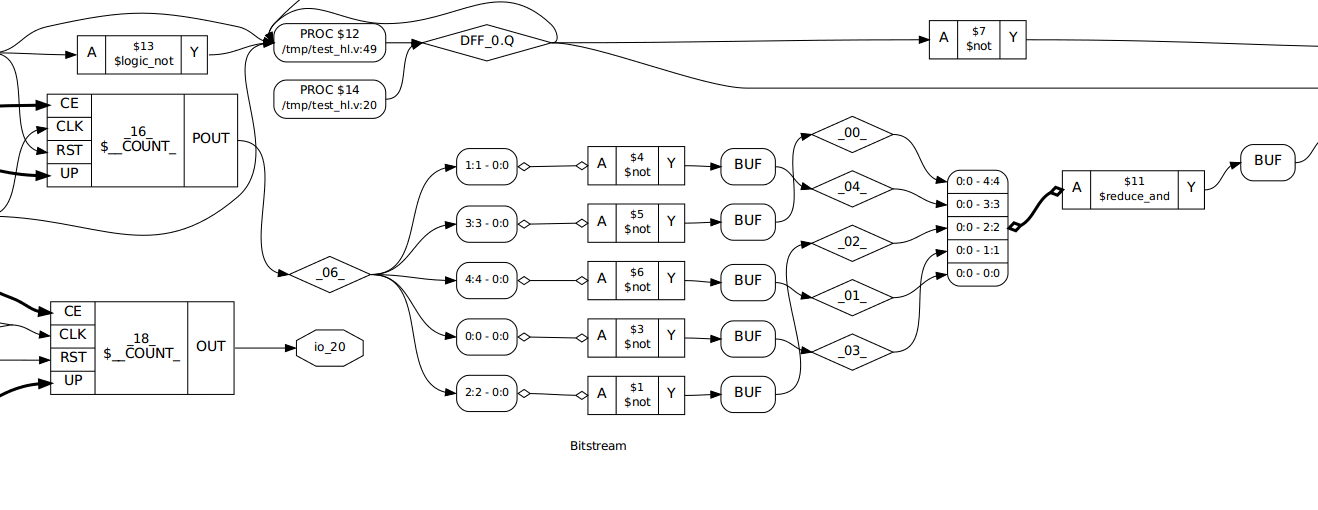 PROC $12
/tmp/test_hl.v:49
DFF_0.Q
A
$7
$not
Y
A
$13
$logic_not
Y
PROC $14
/tmp/test_hl.v:20
CE
CLK
RST
UP
_16_
$__COUNT_
POUT
1:1 - 0:0
A
$4
$not
Y
BUF
_00_
_04_
3:3 - 0:0
A
$5
$not
Y
BUF
_02_
0:0 - 4:4
0:0 - 3:3
0:0 - 2:2
0:0 - 1:1
0:0 - 0:0
A
$11
$reduce_and
Y
BUF
_06_
4:4 - 0:0
A
$6
$not
Y
BUF
_01_
0:0 - 0:0
A
$3
$not
Y
BUF
_03_
2:2 - 0:0
A
$1
$not
Y
BUF
CE
CLK
RST
UP
_18_
$__COUNT_
OUT
io_20
Bitstream